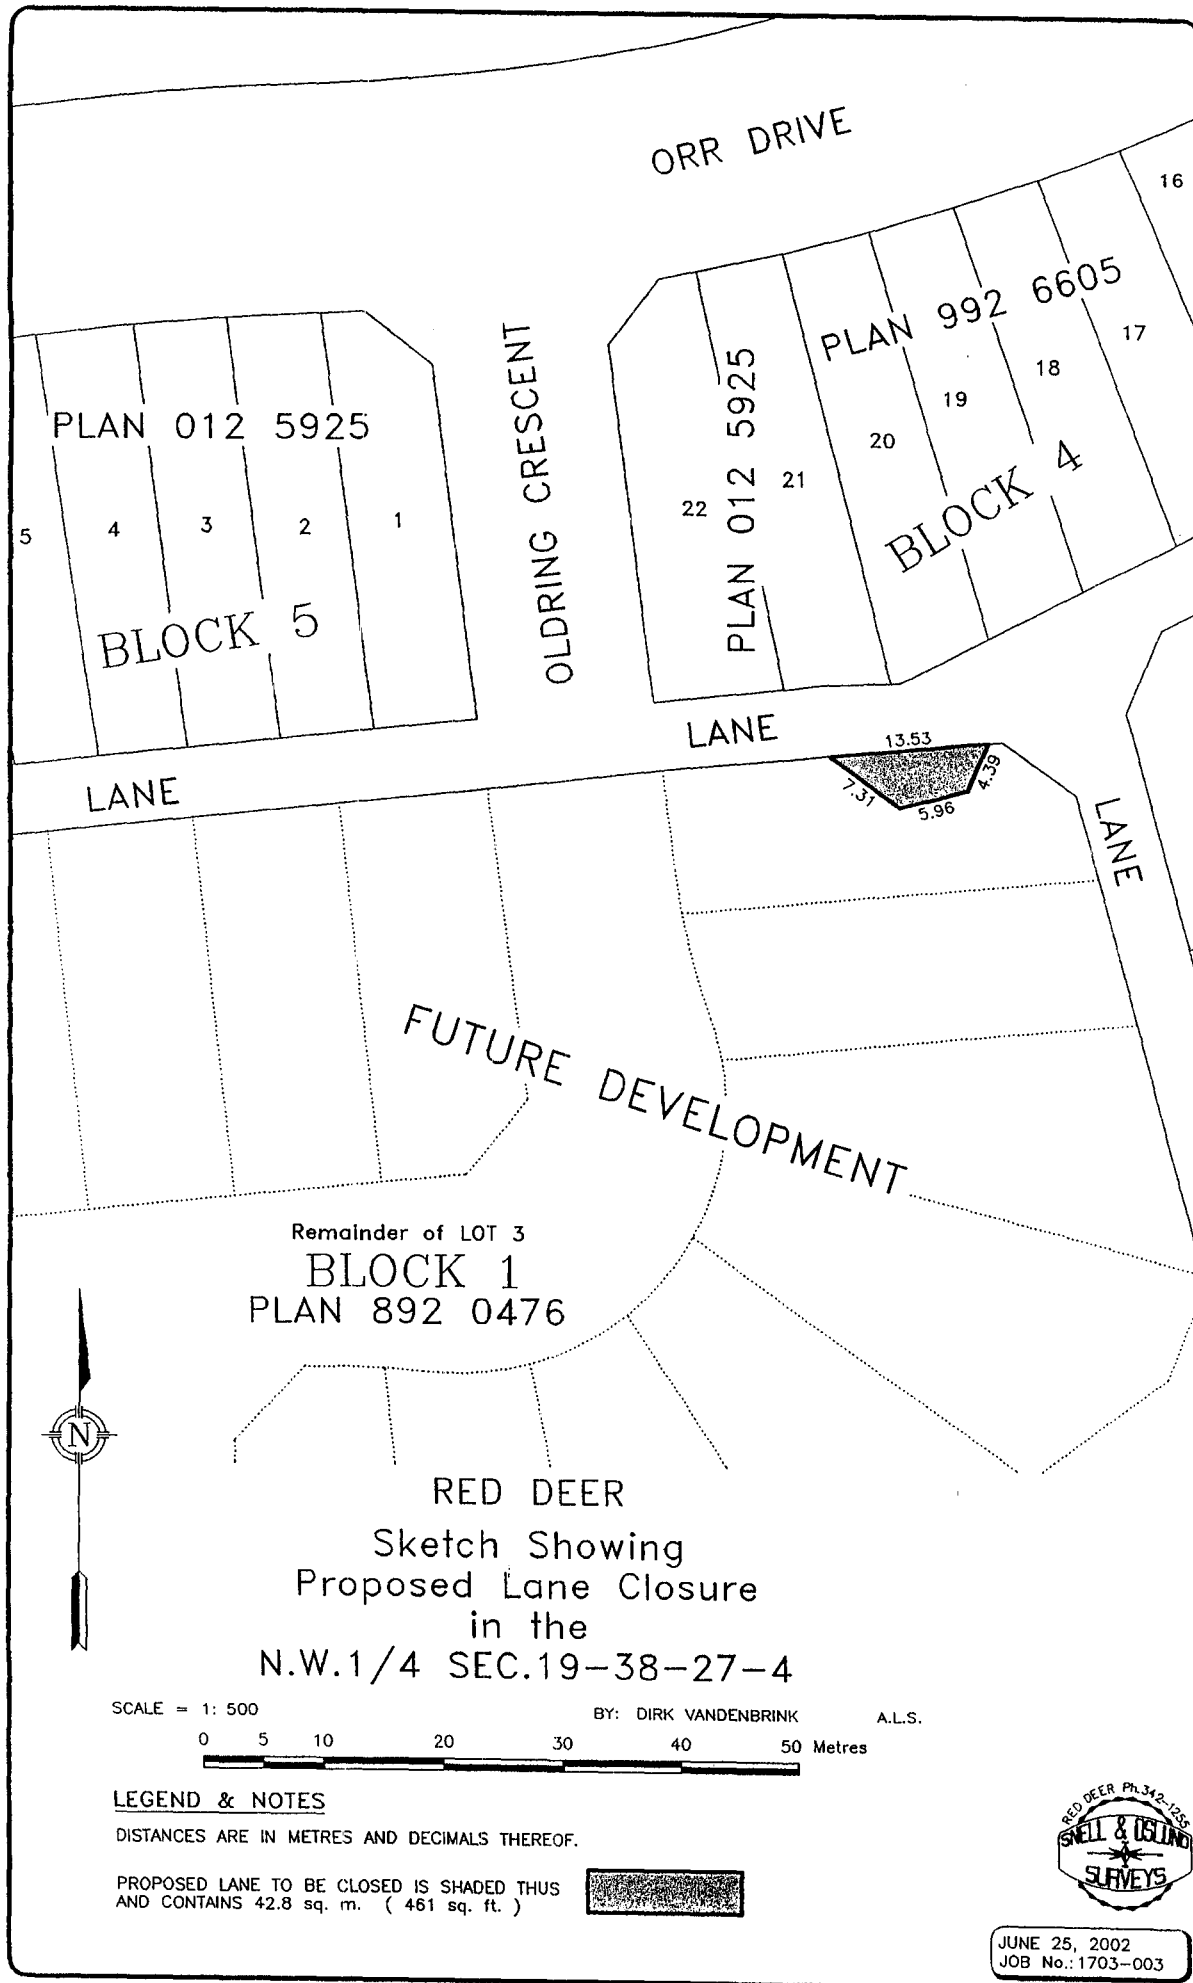 ORR DRIVE
16
PLAN 992 6605
17
18
19
20
BLOCK 4
PLAN 012 5925
21
22
OLDRING CRESCENT
PLAN 012 5925
5
4
3
2
1
BLOCK 5
LANE
LANE
13.53
7.31
5.96
4.39
LANE
FUTURE DEVELOPMENT
Remainder of LOT 3
BLOCK 1
PLAN 892 0476
N
RED DEER
Sketch Showing
Proposed Lane Closure
in the
N.W.1/4 SEC.19-38-27-4
SCALE = 1: 500
BY: DIRK VANDENBRINK A.L.S.
0 5 10 20 30 40 50 Metres
LEGEND & NOTES
DISTANCES ARE IN METRES AND DECIMALS THEREOF.
PROPOSED LANE TO BE CLOSED IS SHADED THUS
AND CONTAINS 42.8 sq. m. ( 461 sq. ft. )
RED DEER Ph.342-1255
SNELL & OSLUND
SURVEYS
JUNE 25, 2002
JOB No.: 1703-003